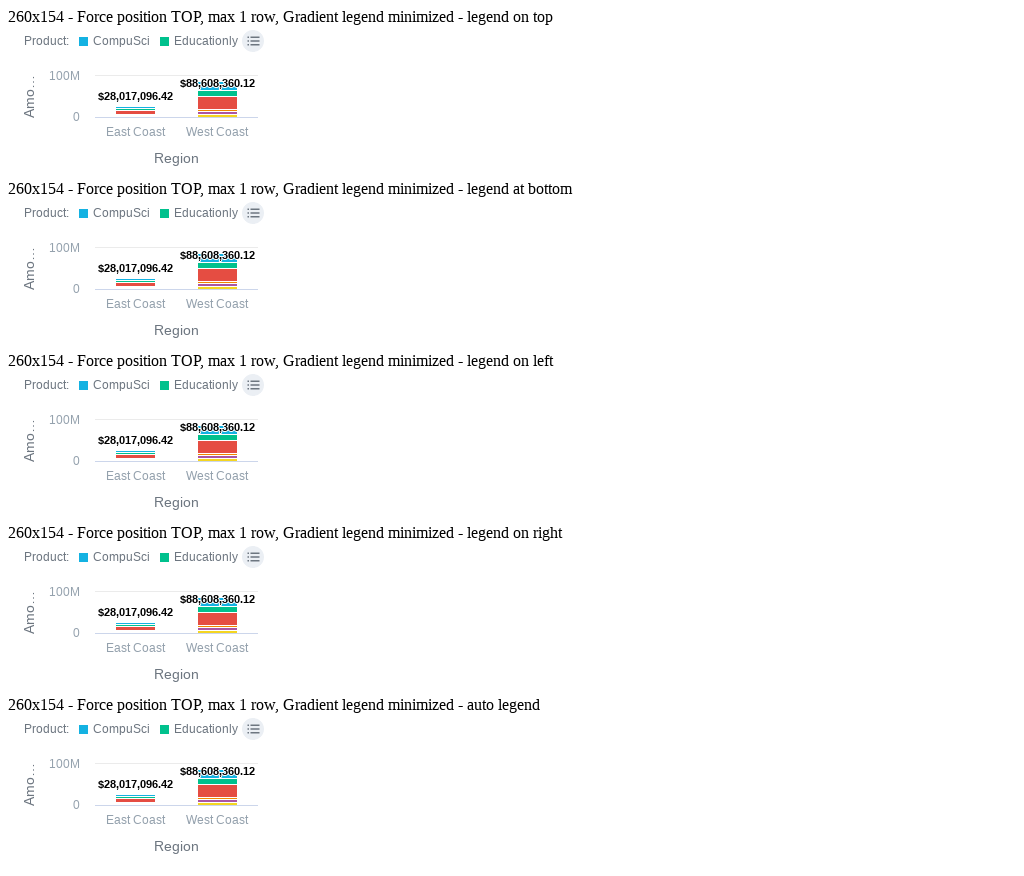 260x154 - Force position TOP, max 1 row, Gradient legend minimized - legend on top
Product: CompuSci Educationly
Amo…
100M
$88,608,360.12
$28,017,096.42
0
East Coast West Coast
Region
260x154 - Force position TOP, max 1 row, Gradient legend minimized - legend at bottom
Product: CompuSci Educationly
Amo…
100M
$88,608,360.12
$28,017,096.42
0
East Coast West Coast
Region
260x154 - Force position TOP, max 1 row, Gradient legend minimized - legend on left
Product: CompuSci Educationly
Amo…
100M
$88,608,360.12
$28,017,096.42
0
East Coast West Coast
Region
260x154 - Force position TOP, max 1 row, Gradient legend minimized - legend on right
Product: CompuSci Educationly
Amo…
100M
$88,608,360.12
$28,017,096.42
0
East Coast West Coast
Region
260x154 - Force position TOP, max 1 row, Gradient legend minimized - auto legend
Product: CompuSci Educationly
Amo…
100M
$88,608,360.12
$28,017,096.42
0
East Coast West Coast
Region